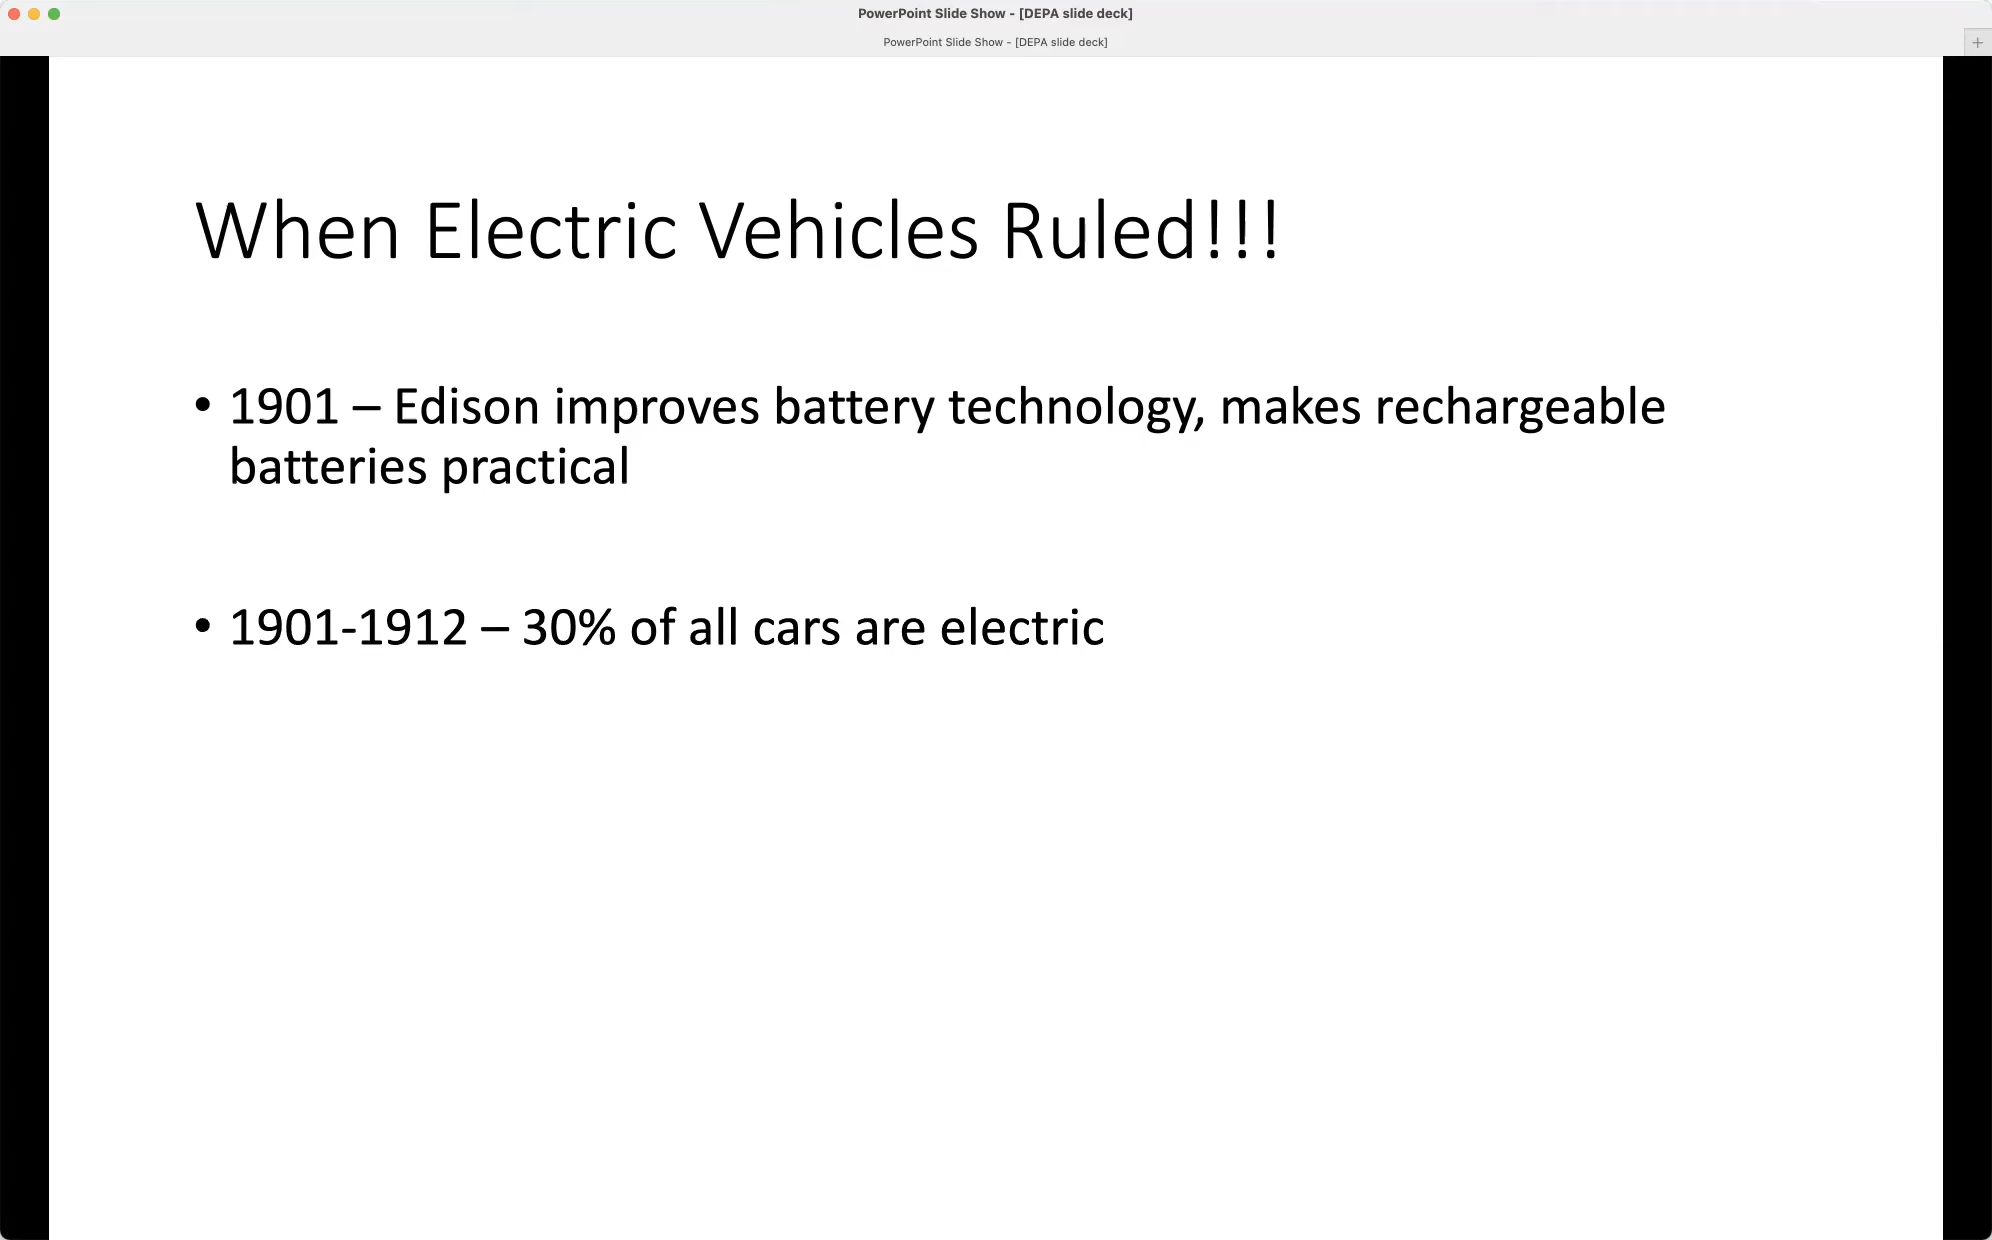 PowerPoint Slide Show - [DEPA slide deck]
PowerPoint Slide Show - [DEPA slide deck]
When Electric Vehicles Ruled!!!
• 1901 – Edison improves battery technology, makes rechargeable
batteries practical
• 1901-1912 – 30% of all cars are electric